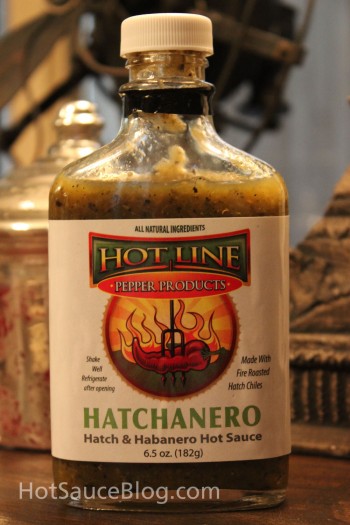 ALL NATURAL INGREDIENTS
HOT LINE
PEPPER PRODUCTS
Shake
Well
Refrigerate
after opening
Made With
Fire Roasted
Hatch Chiles
HATCHANERO
Hatch & Habanero Hot Sauce
6.5 oz. (182g)
HotSauceBlog.com